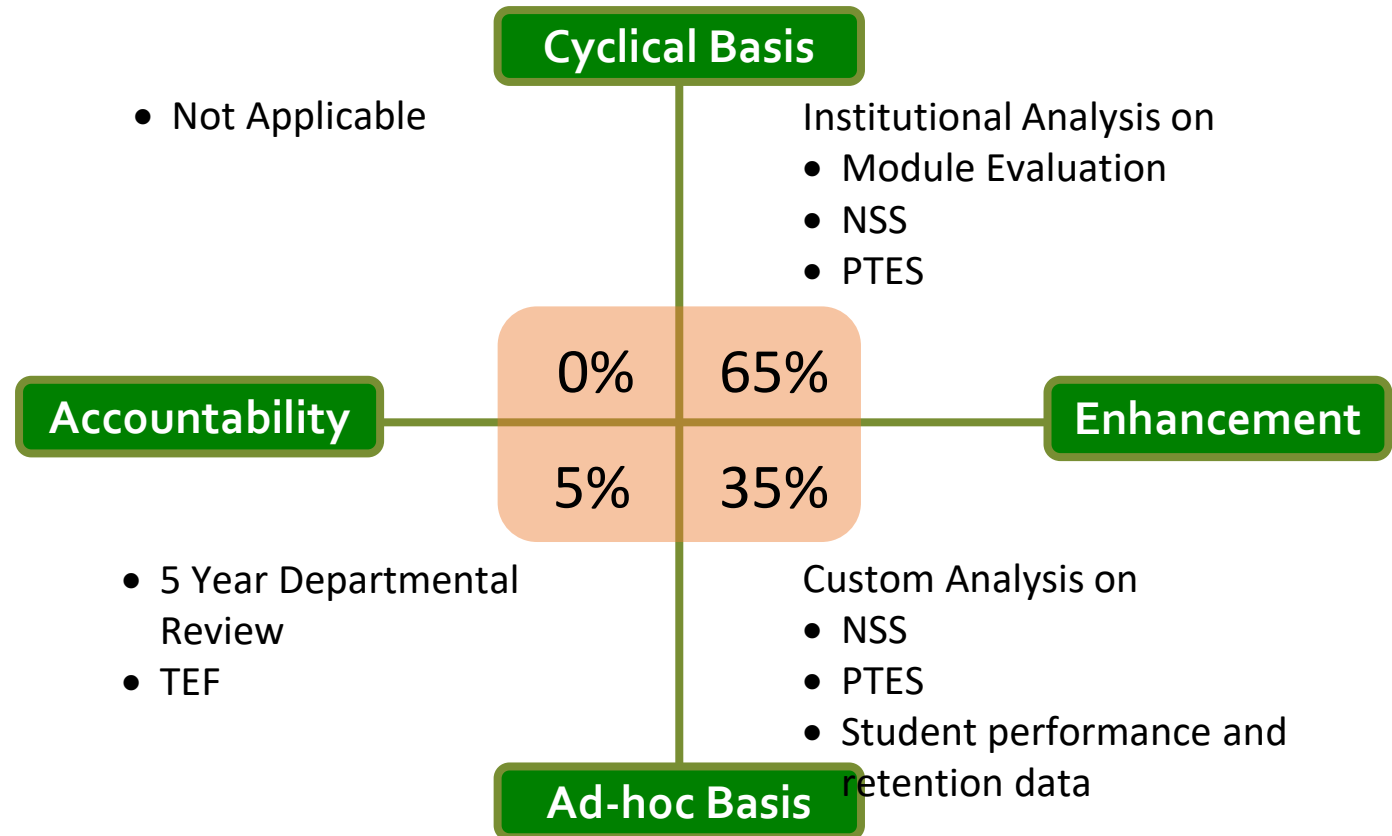 Cyclical Basis
• Not Applicable
Institutional Analysis on
• Module Evaluation
• NSS
• PTES
0%
65%
Accountability
Enhancement
5%
35%
• 5 Year Departmental
Review
• TEF
Custom Analysis on
• NSS
• PTES
• Student performance and
retention data
Ad-hoc Basis